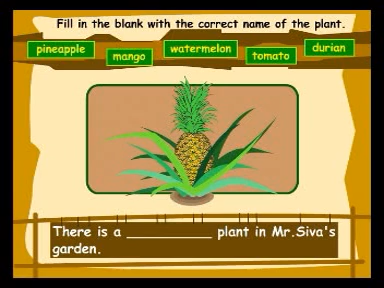 Fill in the blank with the correct name of the plant.
pineapple mango watermelon tomato durian
There is a ___________ plant in Mr.Siva's
garden.